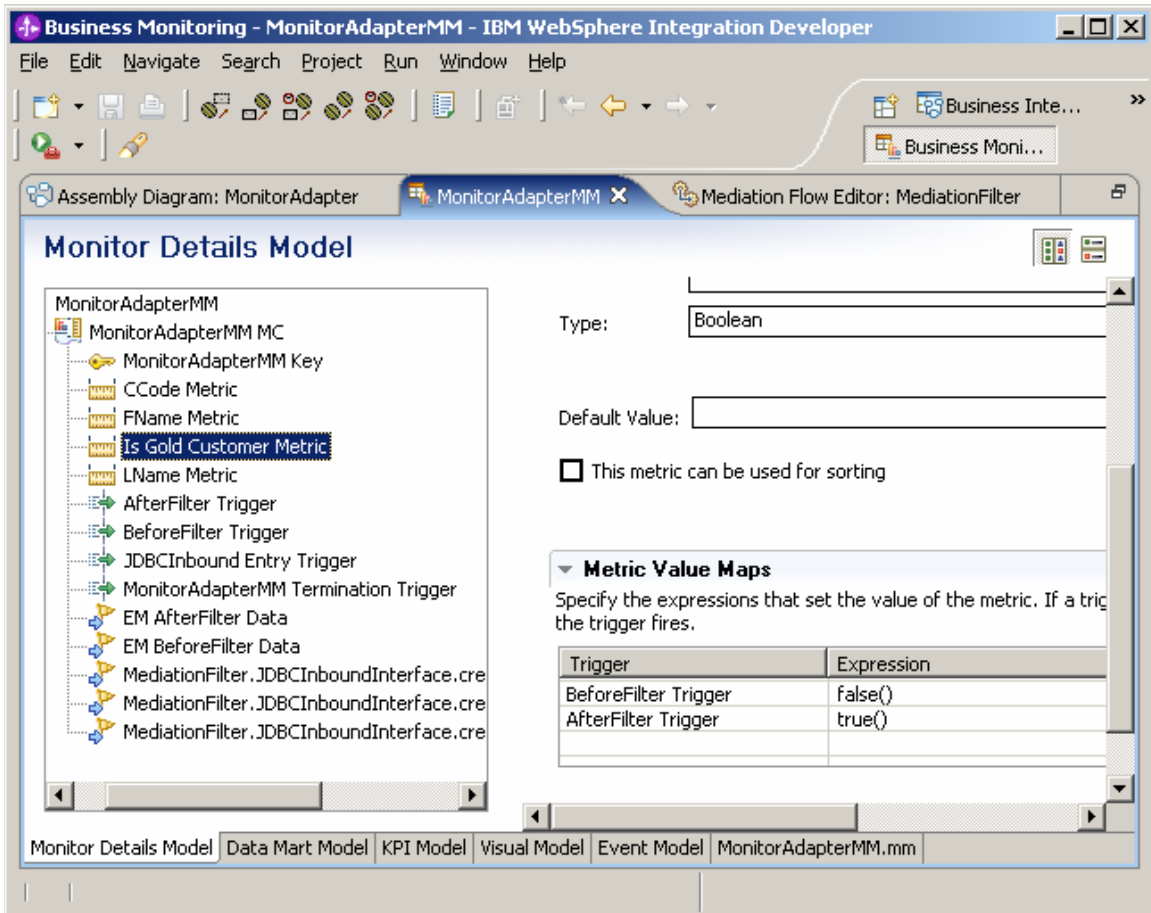 Business Monitoring - MonitorAdapterMM - IBM WebSphere Integration Developer
File Edit Navigate Search Project Run Window Help
Business Inte...
»
Business Moni...
Assembly Diagram: MonitorAdapter
MonitorAdapterMM
Mediation Flow Editor: MediationFilter
Monitor Details Model
MonitorAdapterMM
MonitorAdapterMM MC
MonitorAdapterMM Key
CCode Metric
FName Metric
Is Gold Customer Metric
LName Metric
AfterFilter Trigger
BeforeFilter Trigger
JDBCInbound Entry Trigger
MonitorAdapterMM Termination Trigger
EM AfterFilter Data
EM BeforeFilter Data
MediationFilter.JDBCInboundInterface.cre
MediationFilter.JDBCInboundInterface.cre
MediationFilter.JDBCInboundInterface.cre
Type: Boolean
Default Value:
This metric can be used for sorting
Metric Value Maps
Specify the expressions that set the value of the metric. If a trig
the trigger fires.
Trigger Expression
BeforeFilter Trigger false()
AfterFilter Trigger true()
Monitor Details Model Data Mart Model KPI Model Visual Model Event Model MonitorAdapterMM.mm